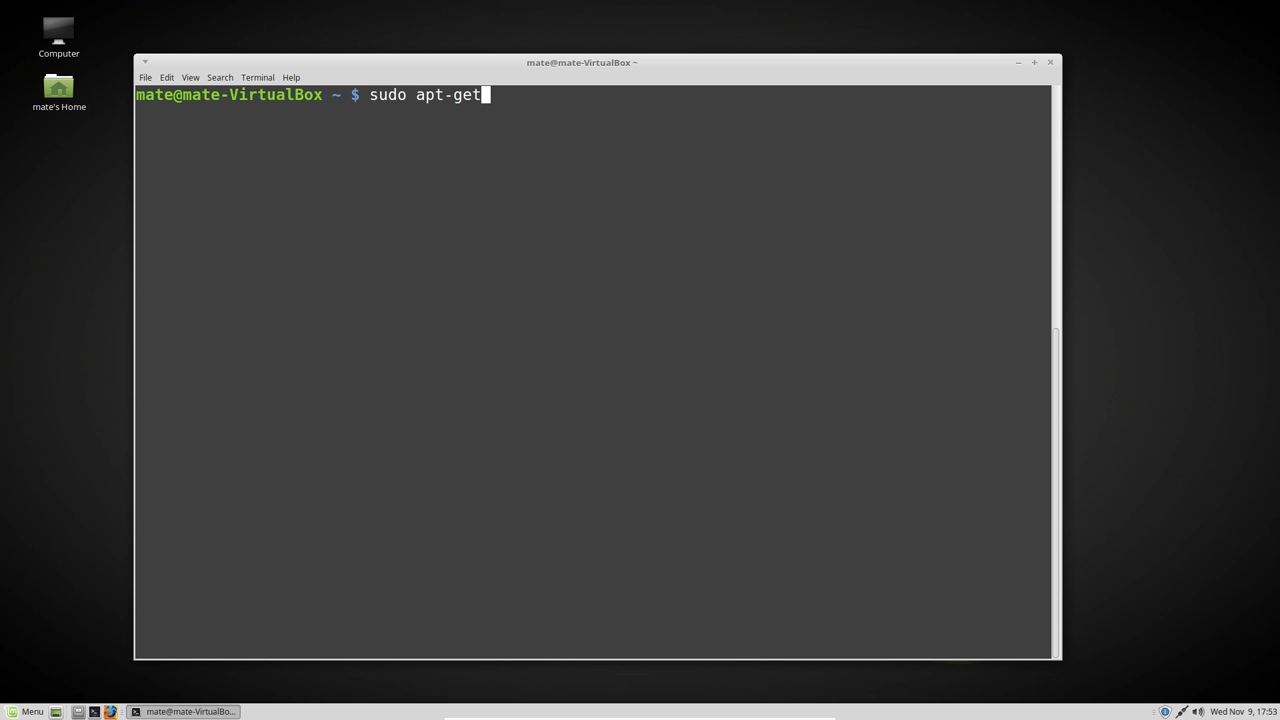 Computer
mate's Home
mate@mate-VirtualBox ~
File Edit View Search Terminal Help
mate@mate-VirtualBox ~ $ sudo apt-get
Menu
mate@mate-VirtualBo...
Wed Nov 9, 17:53